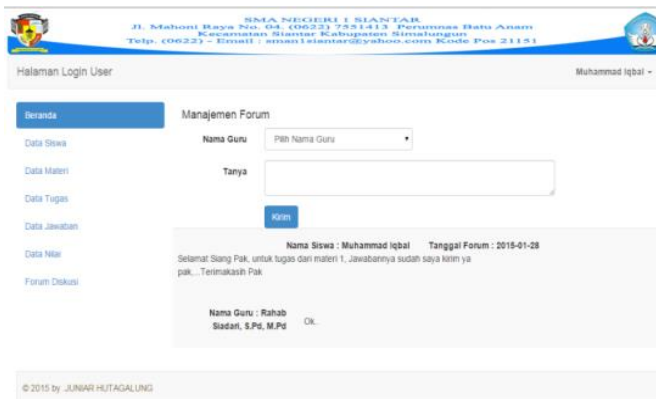 SMA NEGERI 1 SIANTAR
Jl. Mahoni Raya No. 04. (0622) 7551413 Perumnas Batu Anam
Kecamatan Siantar Kabupaten Simalungun
Telp. (0622) - Email : sman1siantar@yahoo.com Kode Pos 21151
Halaman Login User
Muhammad Iqbal
Beranda
Data Siswa
Data Materi
Data Tugas
Data Jawaban
Data Nilai
Forum Diskusi
Manajemen Forum
Nama Guru Pilih Nama Guru
Tanya
Kirim
Nama Siswa : Muhammad Iqbal Tanggal Forum : 2015-01-28
Selamat Siang Pak, untuk tugas dari materi 1, Jawabannya sudah saya kirim ya
pak,...Terimakasih Pak
Nama Guru : Rahab
Siadari, S.Pd, M.Pd
Ok.
© 2015 by .JUNIAR HUTAGALUNG